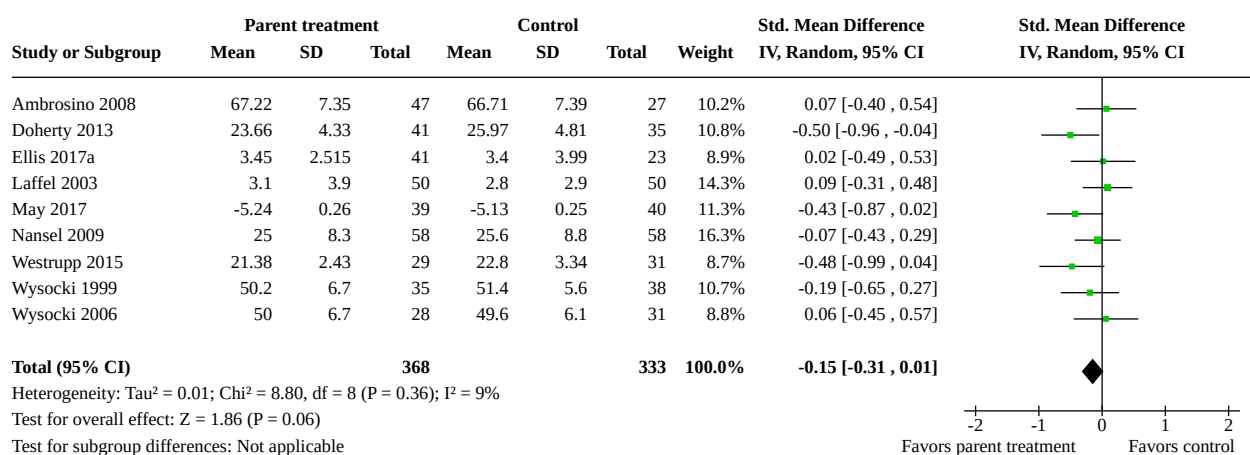 Parent treatment Control Std. Mean Difference Std. Mean Difference
Study or Subgroup Mean SD Total Mean SD Total Weight IV, Random, 95% CI IV, Random, 95% CI
Ambrosino 2008 67.22 7.35 47 66.71 7.39 27 10.2% 0.07 [-0.40 , 0.54]
Doherty 2013 23.66 4.33 41 25.97 4.81 35 10.8% -0.50 [-0.96 , -0.04]
Ellis 2017a 3.45 2.515 41 3.4 3.99 23 8.9% 0.02 [-0.49 , 0.53]
Laffel 2003 3.1 3.9 50 2.8 2.9 50 14.3% 0.09 [-0.31 , 0.48]
May 2017 -5.24 0.26 39 -5.13 0.25 40 11.3% -0.43 [-0.87 , 0.02]
Nansel 2009 25 8.3 58 25.6 8.8 58 16.3% -0.07 [-0.43 , 0.29]
Westrupp 2015 21.38 2.43 29 22.8 3.34 31 8.7% -0.48 [-0.99 , 0.04]
Wysocki 1999 50.2 6.7 35 51.4 5.6 38 10.7% -0.19 [-0.65 , 0.27]
Wysocki 2006 50 6.7 28 49.6 6.1 31 8.8% 0.06 [-0.45 , 0.57]
Total (95% CI) 368 333 100.0% -0.15 [-0.31 , 0.01]
Heterogeneity: Tau² = 0.01; Chi² = 8.80, df = 8 (P = 0.36); I² = 9%
Test for overall effect: Z = 1.86 (P = 0.06) -2 -1 0 1 2
Test for subgroup differences: Not applicable Favors parent treatment Favors control